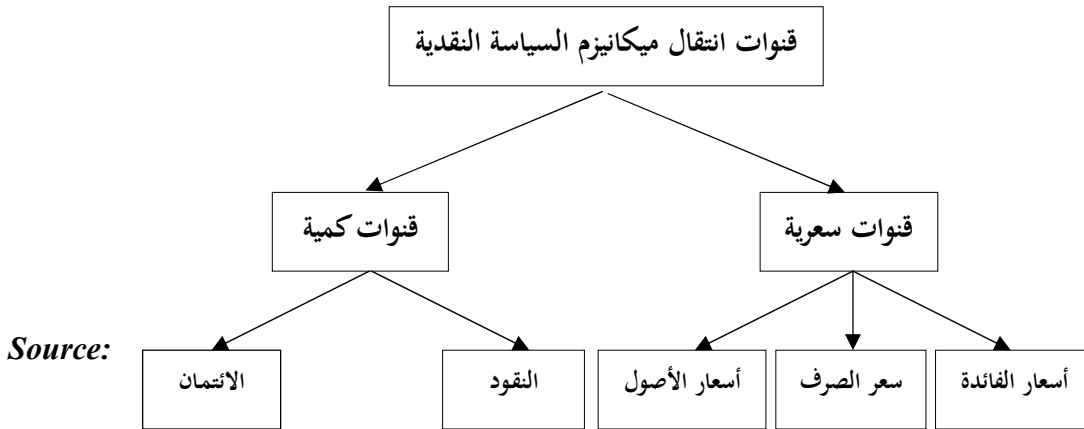 قنوات انتقال ميكانيزم السياسة النقدية
قنوات سعرية
قنوات كمية
أسعار الفائدة
سعر الصرف
أسعار الأصول
النقود
الائتمان
Source: